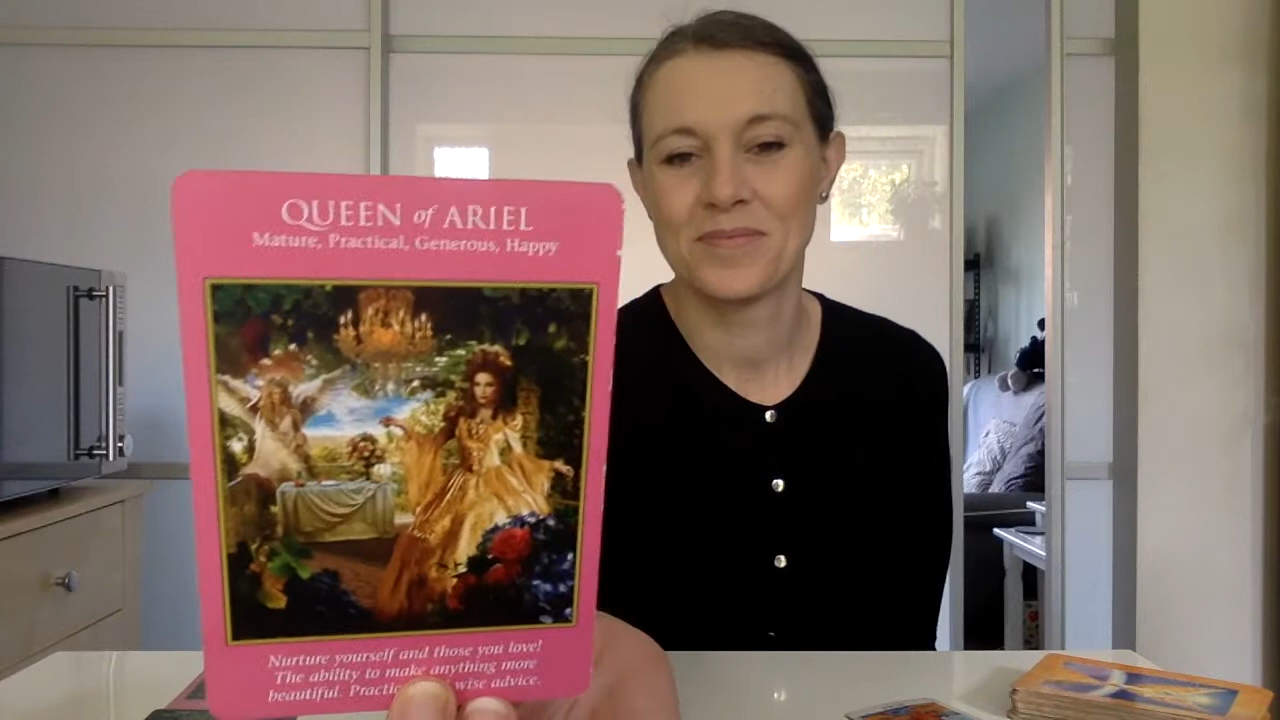 QUEEN of ARIEL
Mature, Practical, Generous, Happy
Nurture yourself and those you love!
The ability to make anything more
beautiful. wise advice.